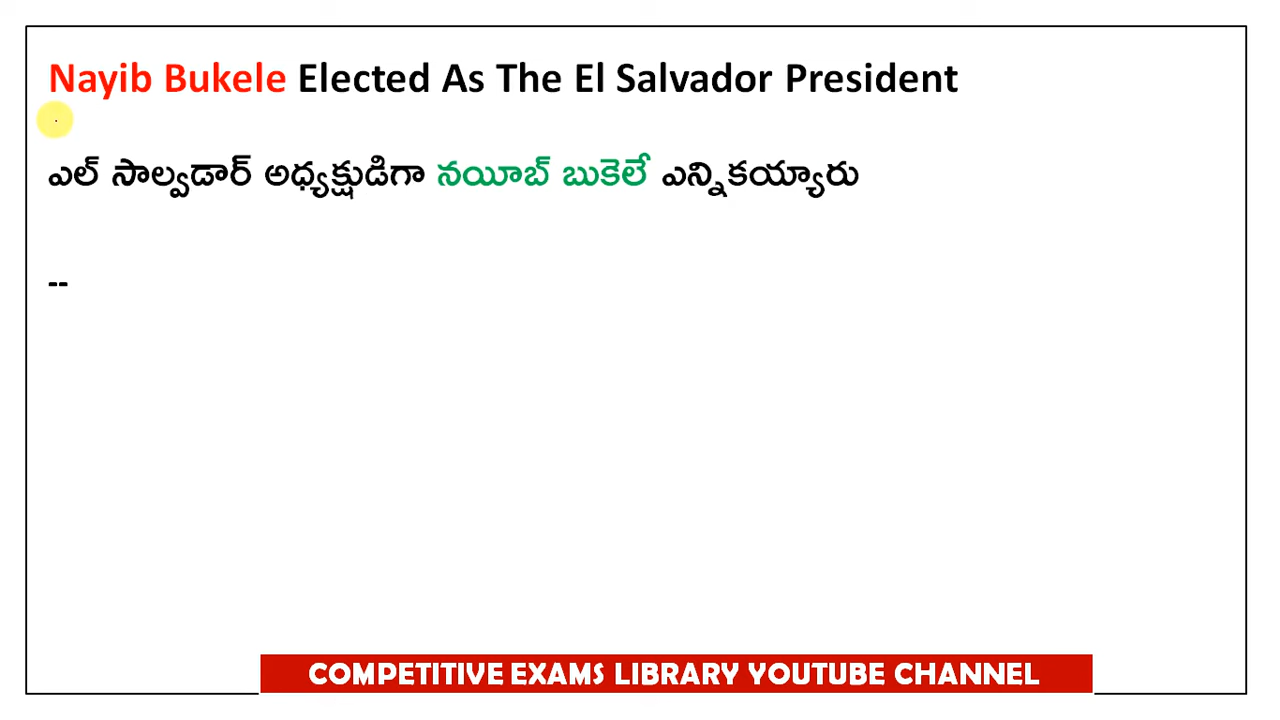 Nayib Bukele Elected As The El Salvador President
ఎల్ సాల్వడార్ అధ్యక్షుడిగా నయీబ్ బుకెలే ఎన్నికయ్యారు
--
COMPETITIVE EXAMS LIBRARY YOUTUBE CHANNEL